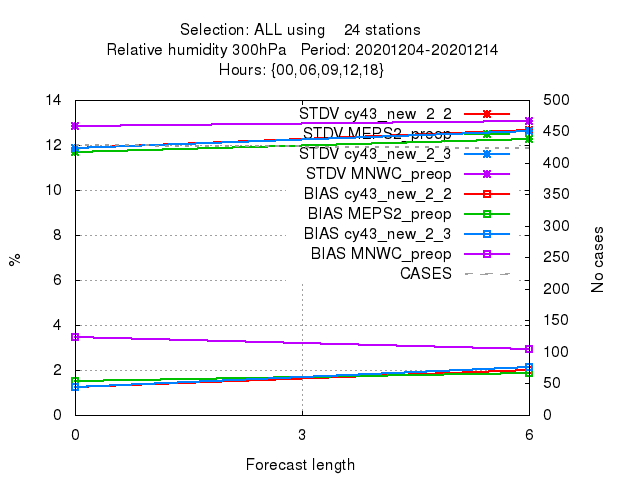 Selection: ALL using 24 stations
Relative humidity 300hPa Period: 20201204-20201214
Hours: {00,06,09,12,18}
14 500
STDV cy43_new_2_2
450
STDV MEPS2_preop
12
STDV cy43_new_2_3
400
STDV MNWC_preop
10 350
BIAS cy43_new_2_2
BIAS MEPS2_preop
300
8
BIAS cy43_new_2_3
BIAS MNWC_preop
% 250 No cases
CASES
6
200
4
150
100
2
50
0 0
0 3 6
Forecast length